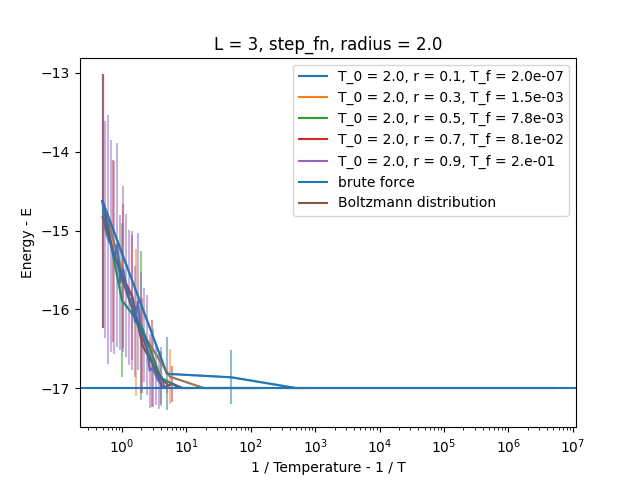 L = 3, step_fn, radius = 2.0
T_0 = 2.0, r = 0.1, T_f = 2.0e-07
T_0 = 2.0, r = 0.3, T_f = 1.5e-03
T_0 = 2.0, r = 0.5, T_f = 7.8e-03
T_0 = 2.0, r = 0.7, T_f = 8.1e-02
T_0 = 2.0, r = 0.9, T_f = 2.e-01
brute force
Boltzmann distribution
Energy - E
−13
−14
−15
−16
−17
10⁰ 10¹ 10² 10³ 10⁴ 10⁵ 10⁶ 10⁷
1 / Temperature - 1 / T